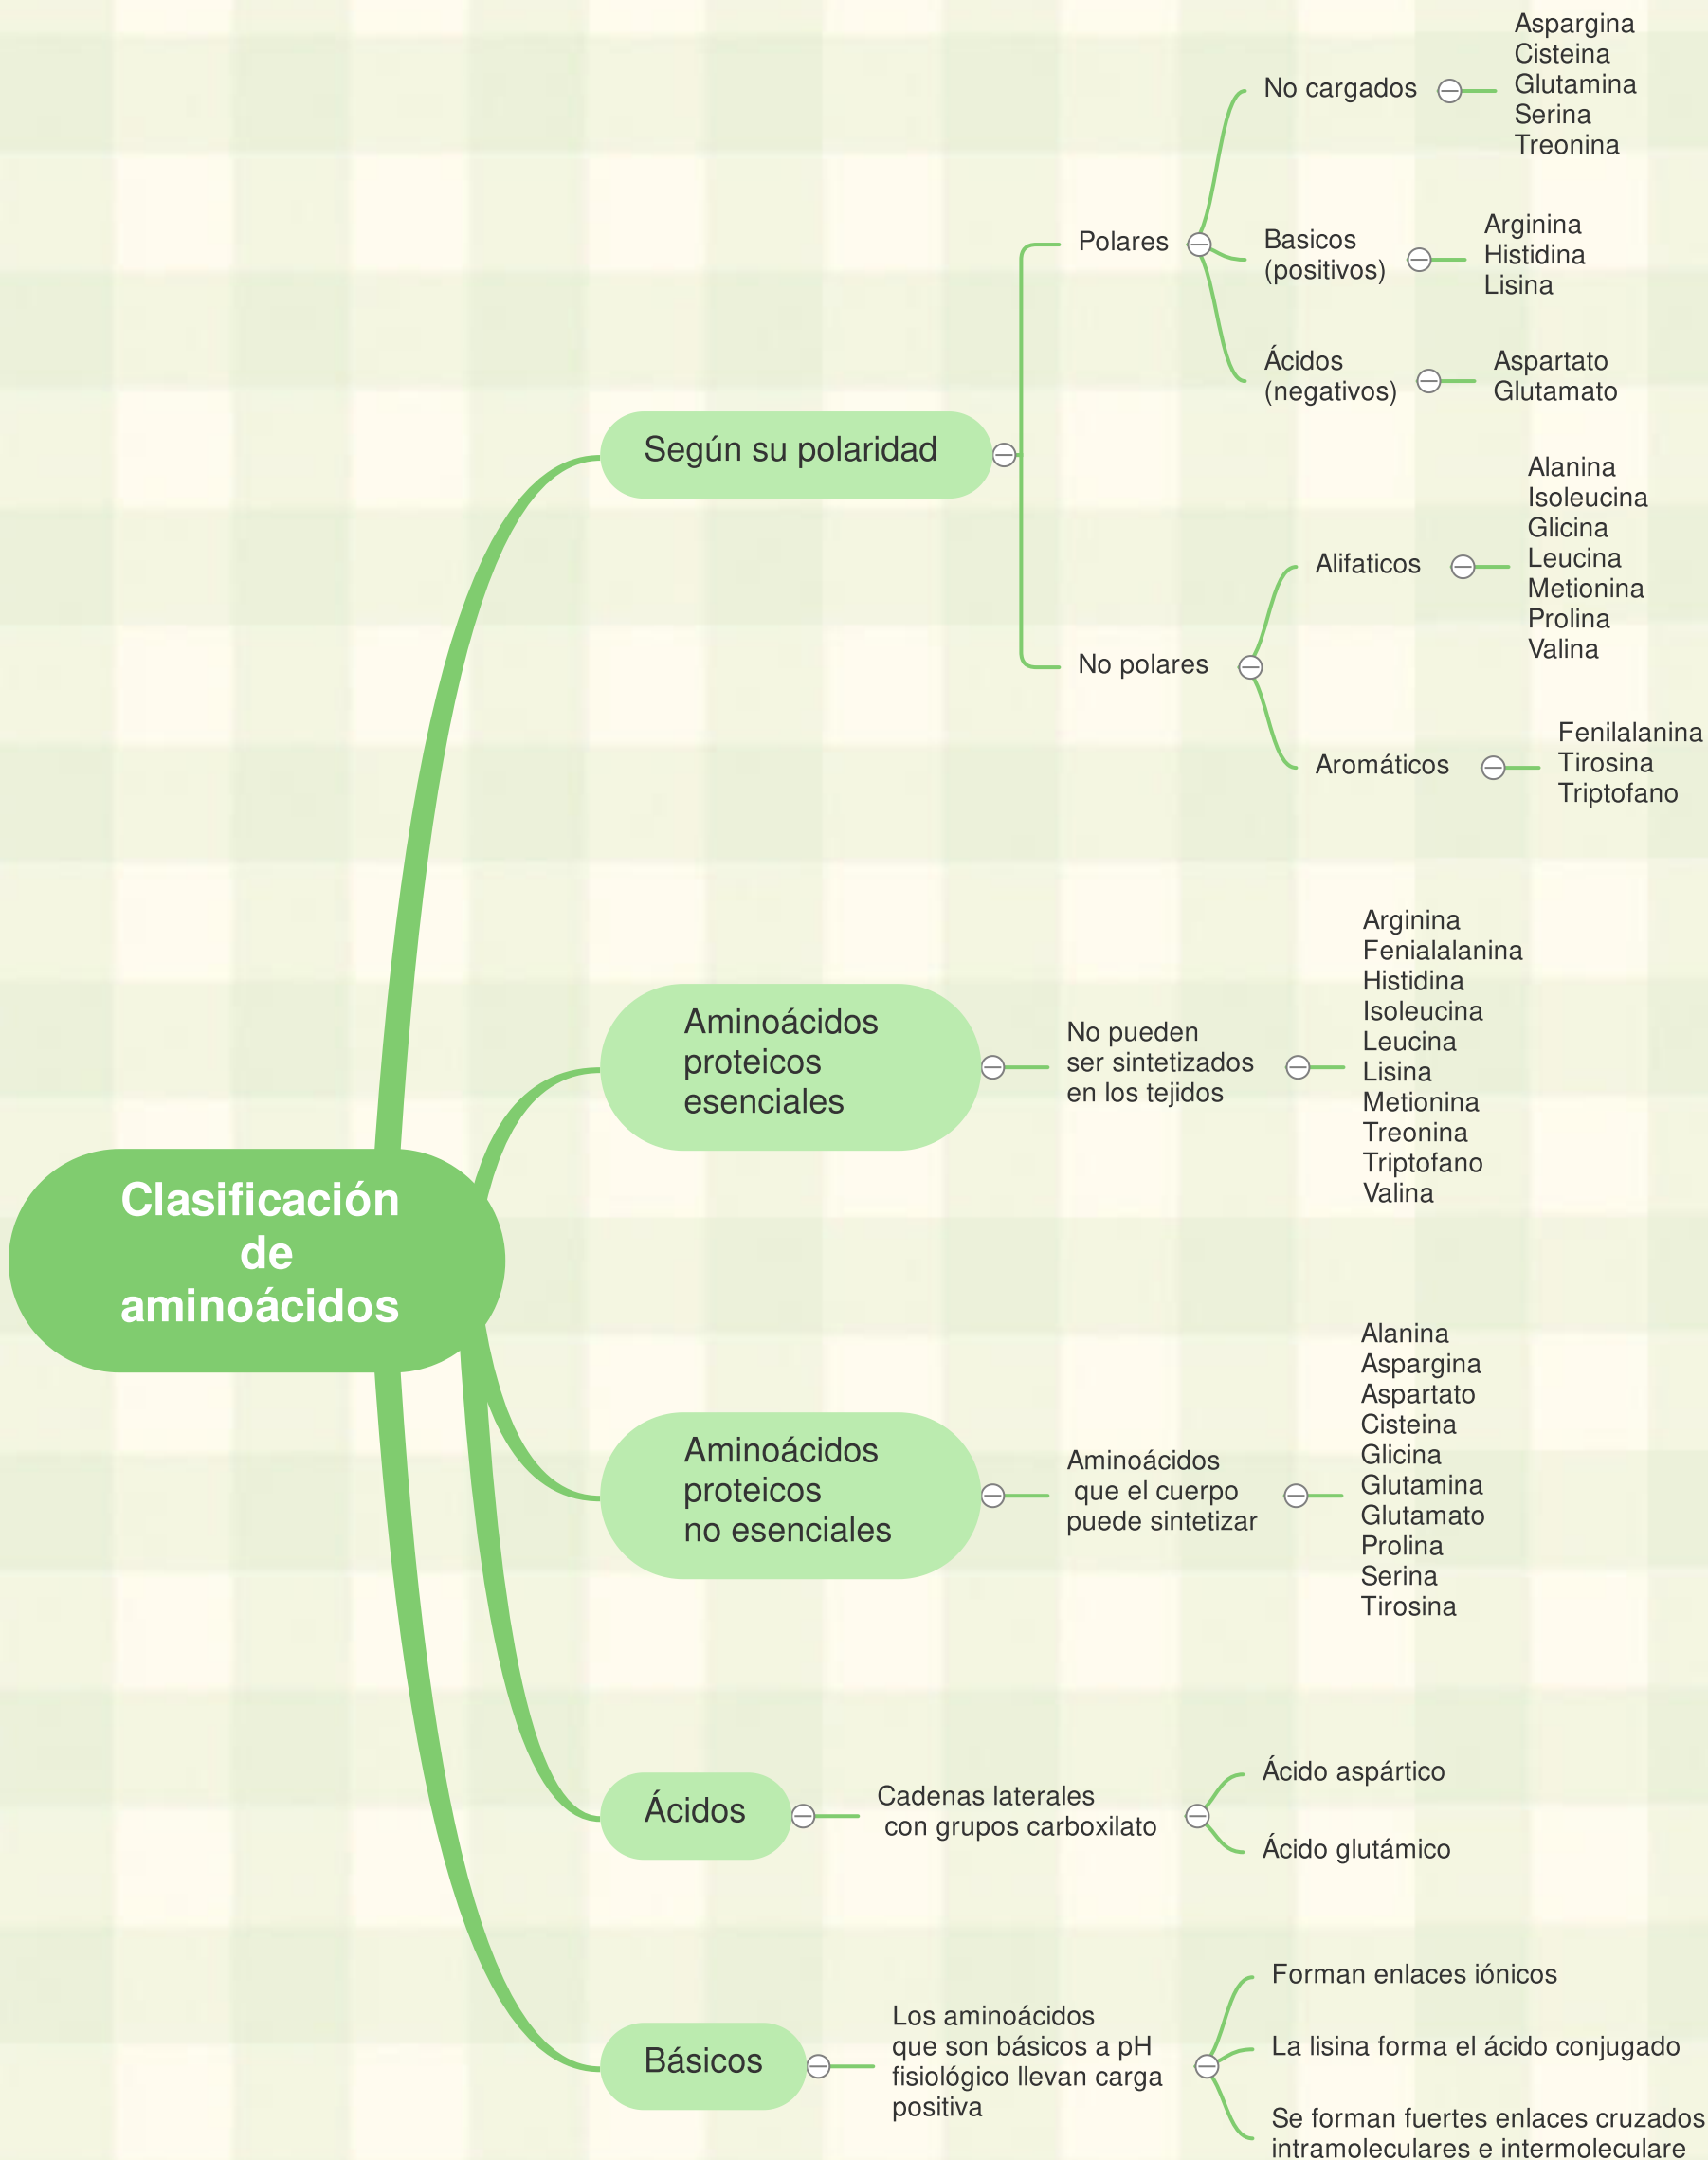 Clasificación
de
aminoácidos
Según su polaridad
Polares
No cargados
Aspargina
Cisteina
Glutamina
Serina
Treonina
Basicos
(positivos)
Arginina
Histidina
Lisina
Ácidos
(negativos)
Aspartato
Glutamato
No polares
Alifaticos
Alanina
Isoleucina
Glicina
Leucina
Metionina
Prolina
Valina
Aromáticos
Fenilalanina
Tirosina
Triptofano
Aminoácidos
proteicos
esenciales
No pueden
ser sintetizados
en los tejidos
Arginina
Fenialalanina
Histidina
Isoleucina
Leucina
Lisina
Metionina
Treonina
Triptofano
Valina
Aminoácidos
proteicos
no esenciales
Aminoácidos
que el cuerpo
puede sintetizar
Alanina
Aspargina
Aspartato
Cisteina
Glicina
Glutamina
Glutamato
Prolina
Serina
Tirosina
Ácidos
Cadenas laterales
con grupos carboxilato
Ácido aspártico
Ácido glutámico
Básicos
Los aminoácidos
que son básicos a pH
fisiológico llevan carga
positiva
Forman enlaces iónicos
La lisina forma el ácido conjugado
Se forman fuertes enlaces cruzados
intramoleculares e intermoleculare